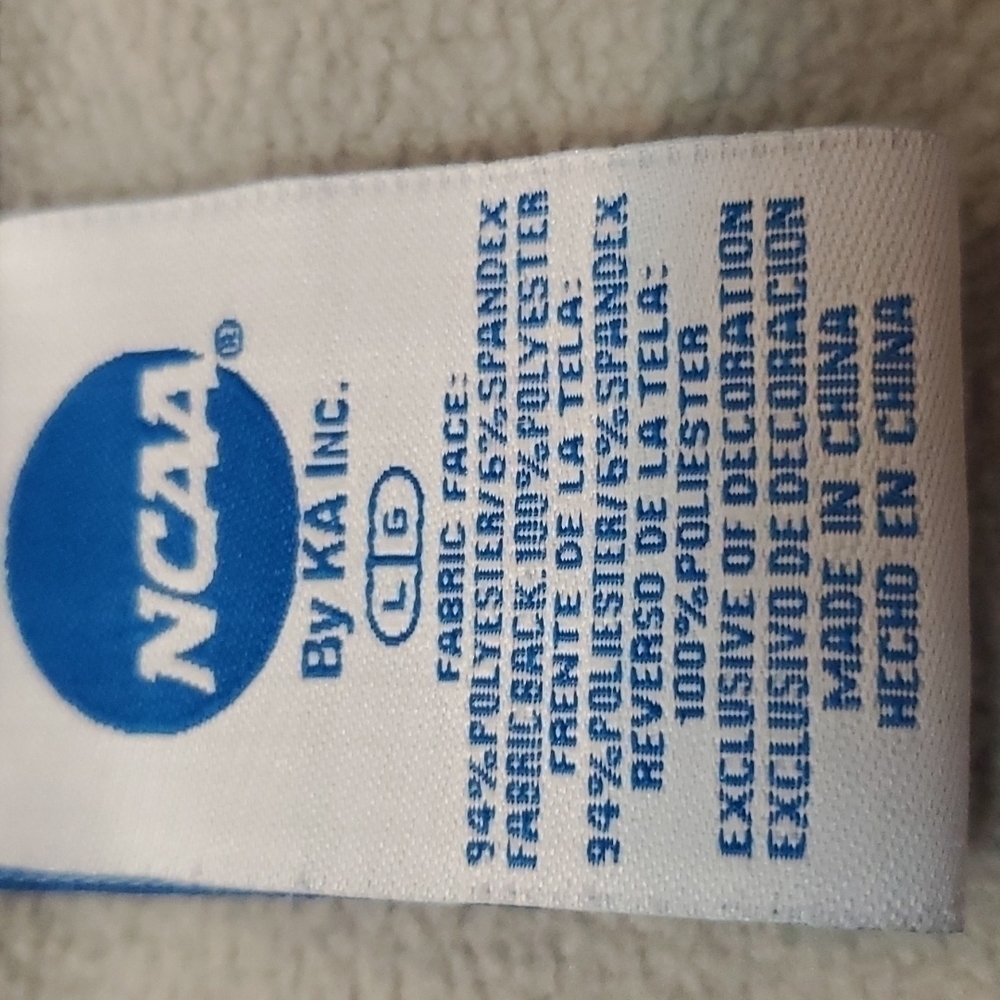 NCAA®
By KA INC.
L G
FABRIC FACE:
94%POLYESTER/6%SPANDEX
FABRIC BACK.100%POLYESTER
FRENTE DE LA TELA:
94%POLIESTER/6%SPANDEX
REVERSO DE LA TELA:
100%POLIESTER
EXCLUSIVE OF DECORATION
EXCLUSIVO DE DECORACION
MADE IN CHINA
HECHO EN CHINA